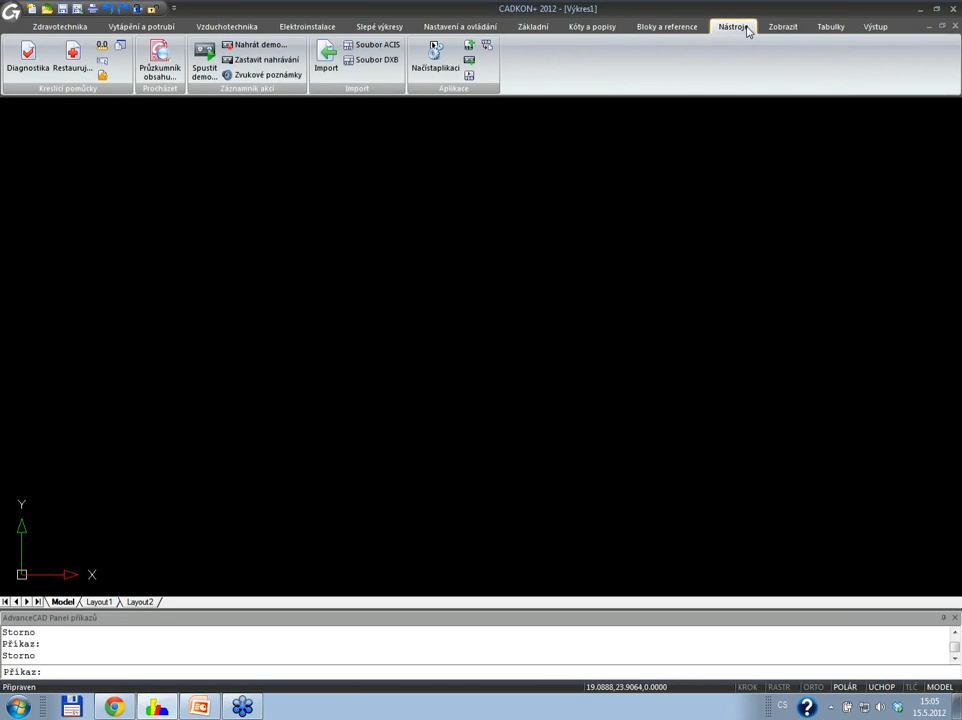 CADKON+ 2012 - [Výkres1]
Zdravotechnika Vytápění a potrubí Vzduchotechnika Elektroinstalace Slepé výkresy Nastavení a ovládání Základní Kóty a popisy Bloky a reference Nástroje Zobrazit Tabulky Výstup
Diagnostika Restauruj...
0.0
Kreslicí pomůcky
Průzkumník
obsahu...
Procházet
Spustit
demo...
Nahrát demo...
Zastavit nahrávání
Zvukové poznámky
Záznamník akcí
Import
Soubor ACIS
Soubor DXB
Import
Načístaplikaci
Aplikace
Y
X
Model Layout1 Layout2
AdvanceCAD Panel příkazů
Storno
Příkaz:
Storno
Příkaz:
Připraven 19.0888,23.9064,0.0000 KROK RASTR ORTO POLÁR UCHOP TLČ MODEL
CS 15:05
15.5.2012